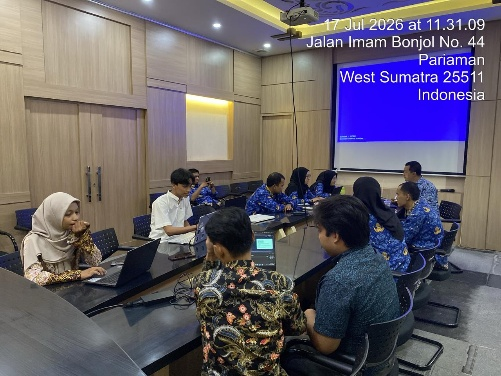 17 Jul 2026 at 11.31.09
Jalan Imam Bonjol No. 44
Pariaman
West Sumatra 25511
Indonesia